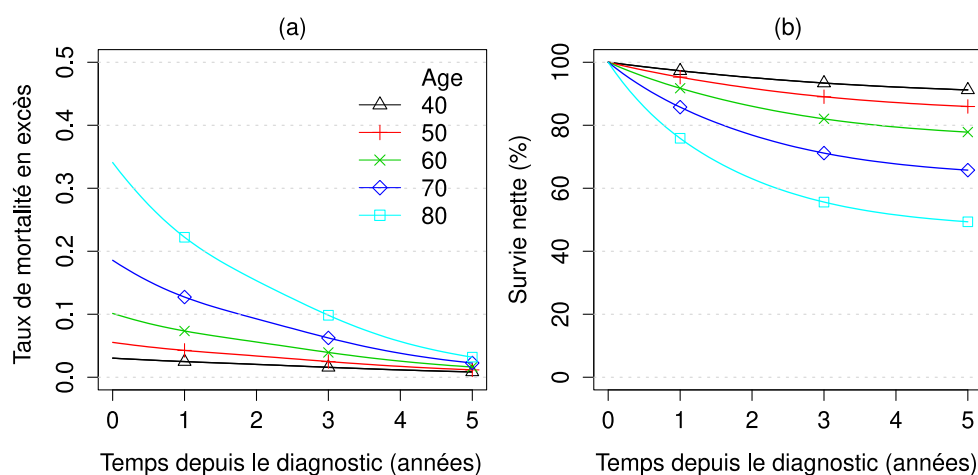 (a)
Taux de mortalité en excès
0.0 0.1 0.2 0.3 0.4 0.5
Age
40
50
60
70
80
0 1 2 3 4 5
Temps depuis le diagnostic (années)
(b)
Survie nette (%)
0 20 40 60 80 100
0 1 2 3 4 5
Temps depuis le diagnostic (années)